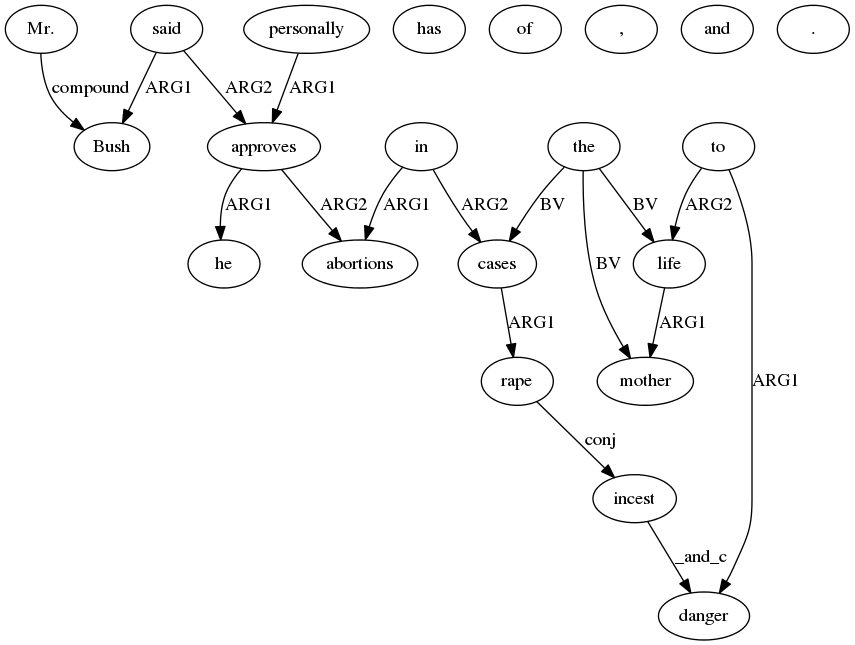 Mr. said personally has of , and .
compound ARG1 ARG2 ARG1
Bush approves in the to
ARG1 ARG2 ARG1 ARG2 BV BV ARG2
he abortions cases life
BV
ARG1 ARG1
rape mother ARG1
conj
incest
_and_c
danger